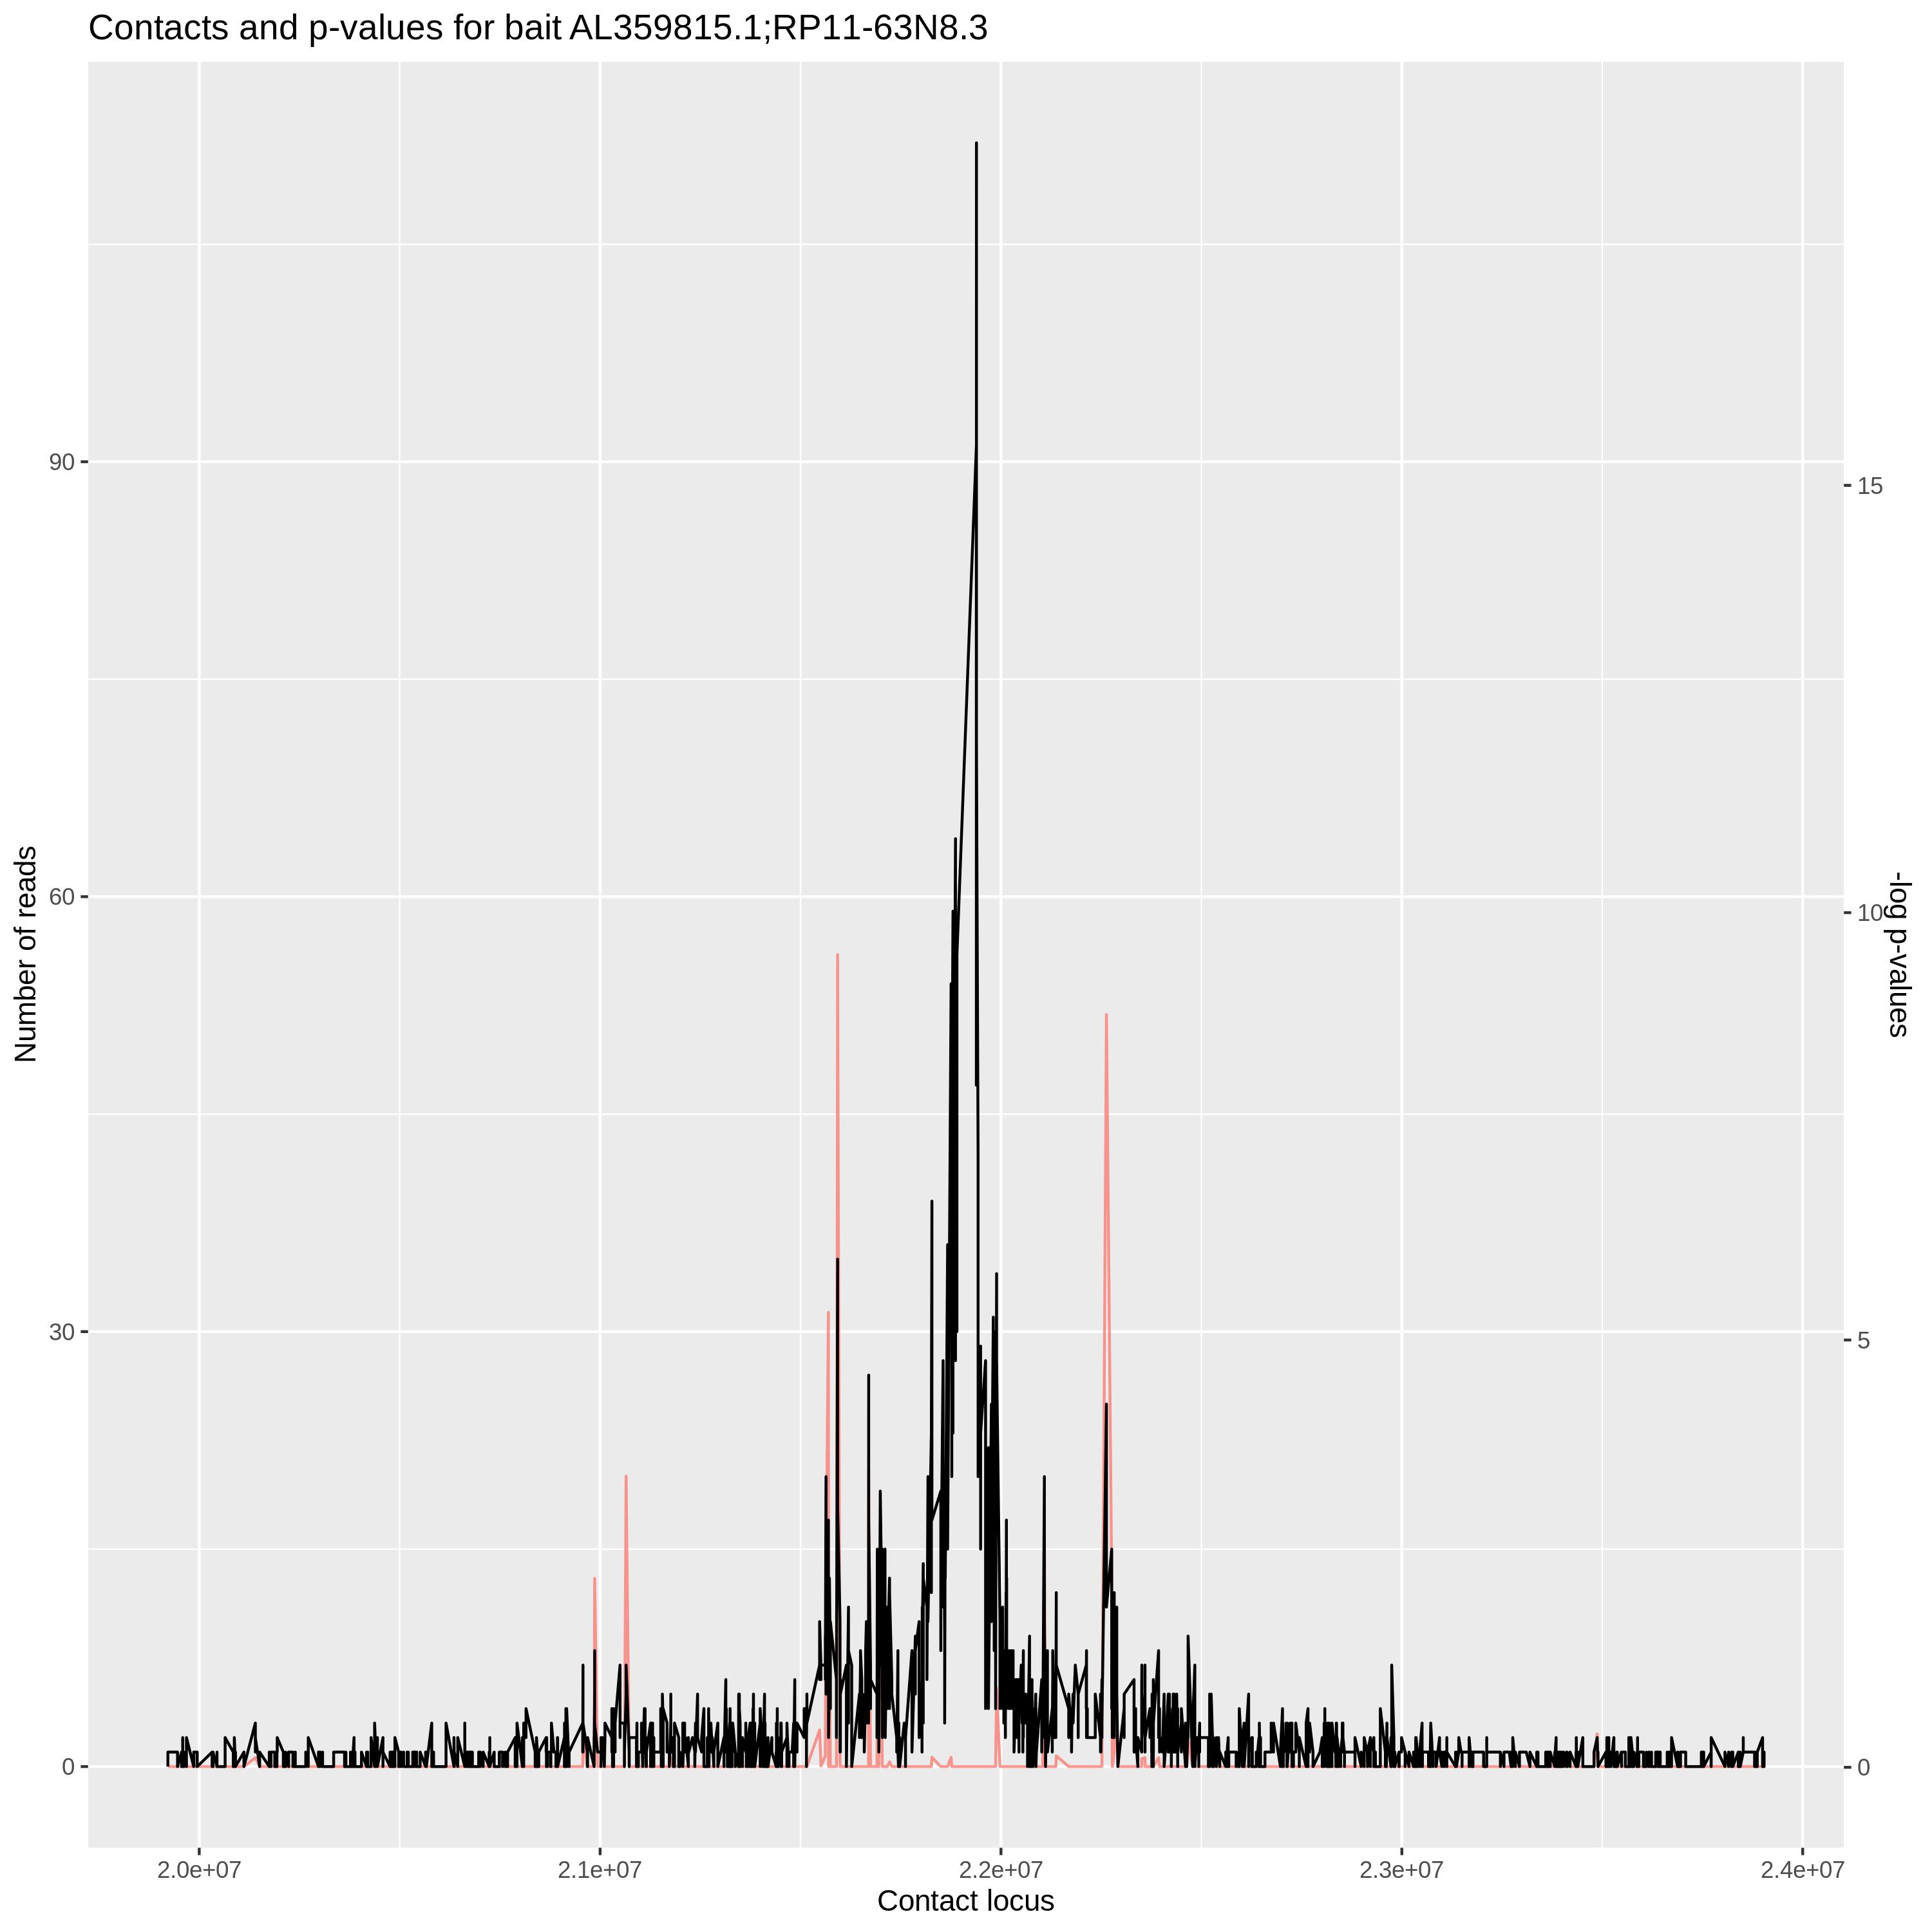 Contacts and p-values for bait AL359815.1;RP11-63N8.3
Number of reads
90
60
30
0
15
10
5
0
-log p-values
2.0e+07 2.1e+07 2.2e+07 2.3e+07 2.4e+07
Contact locus